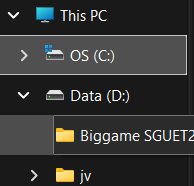 This PC
OS (C:)
Data (D:)
Biggame SGUET2
jv